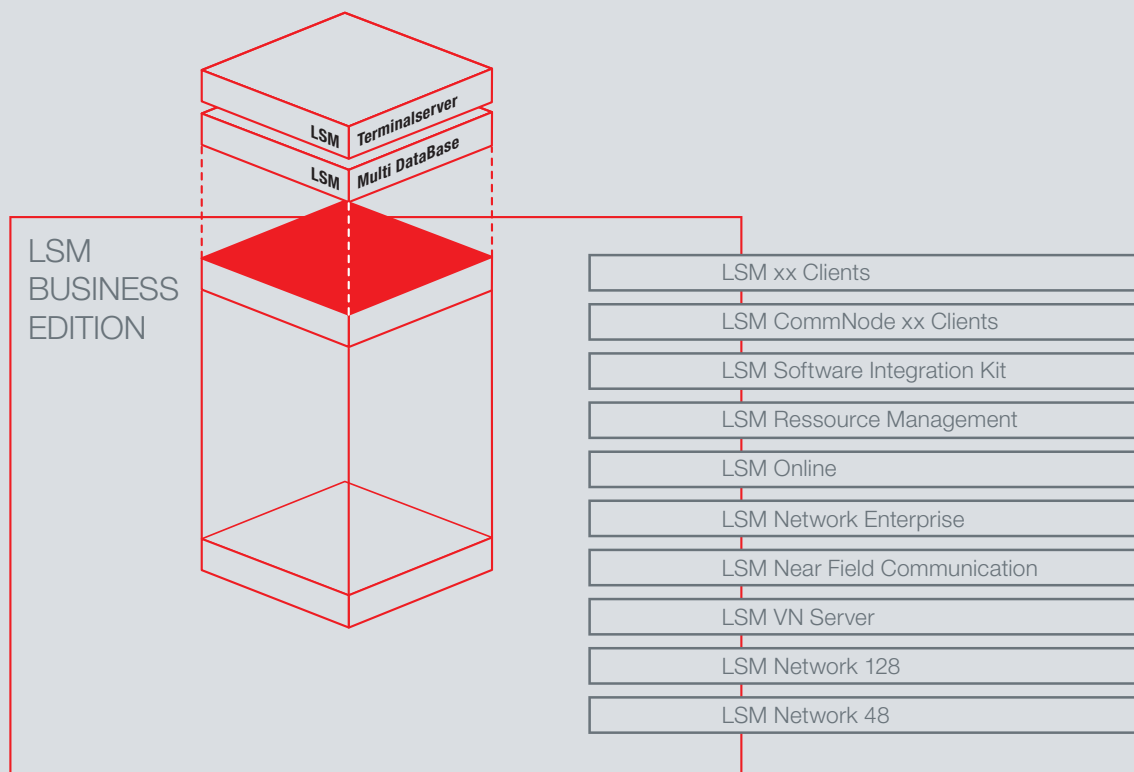 LSM Terminalserver
LSM Multi DataBase
LSM
BUSINESS
EDITION
LSM xx Clients
LSM CommNode xx Clients
LSM Software Integration Kit
LSM Ressource Management
LSM Online
LSM Network Enterprise
LSM Near Field Communication
LSM VN Server
LSM Network 128
LSM Network 48